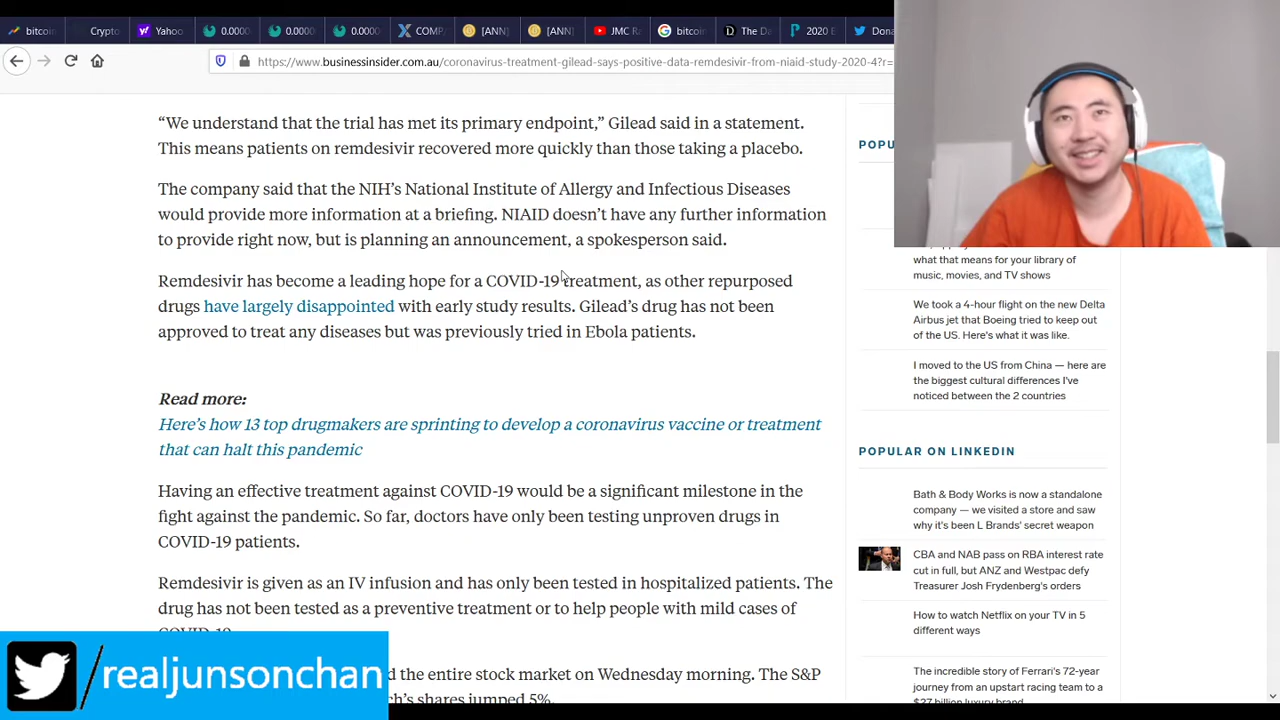 bitcoin
Crypto
Yahoo
0.0000
0.0000
0.0000
COMP
[ANN]
[ANN]
JMC R
bitcoin
The Da
2020 E
Dona
https://www.businessinsider.com.au/coronavirus-treatment-gilead-says-positive-data-remdesivir-from-niaid-study-2020-4?r=
“We understand that the trial has met its primary endpoint,” Gilead said in a statement.
This means patients on remdesivir recovered more quickly than those taking a placebo.
The company said that the NIH’s National Institute of Allergy and Infectious Diseases
would provide more information at a briefing. NIAID doesn’t have any further information
to provide right now, but is planning an announcement, a spokesperson said.
Remdesivir has become a leading hope for a COVID-19 treatment, as other repurposed
drugs have largely disappointed with early study results. Gilead’s drug has not been
approved to treat any diseases but was previously tried in Ebola patients.
Read more:
Here’s how 13 top drugmakers are sprinting to develop a coronavirus vaccine or treatment
that can halt this pandemic
Having an effective treatment against COVID-19 would be a significant milestone in the
fight against the pandemic. So far, doctors have only been testing unproven drugs in
COVID-19 patients.
Remdesivir is given as an IV infusion and has only been tested in hospitalized patients. The
drug has not been tested as a preventive treatment or to help people with mild cases of
COVID-19.
d the entire stock market on Wednesday morning. The S&P
ch’s shares jumped 5%.
POPU
what that means for your library of
music, movies, and TV shows
We took a 4-hour flight on the new Delta
Airbus jet that Boeing tried to keep out
of the US. Here's what it was like.
I moved to the US from China — here are
the biggest cultural differences I've
noticed between the 2 countries
POPULAR ON LINKEDIN
Bath & Body Works is now a standalone
company — we visited a store and saw
why it's been L Brands' secret weapon
CBA and NAB pass on RBA interest rate
cut in full, but ANZ and Westpac defy
Treasurer Josh Frydenberg's orders
How to watch Netflix on your TV in 5
different ways
The incredible story of Ferrari's 72-year
journey from an upstart racing team to a
$27 billion luxury brand
/realjunsonchan